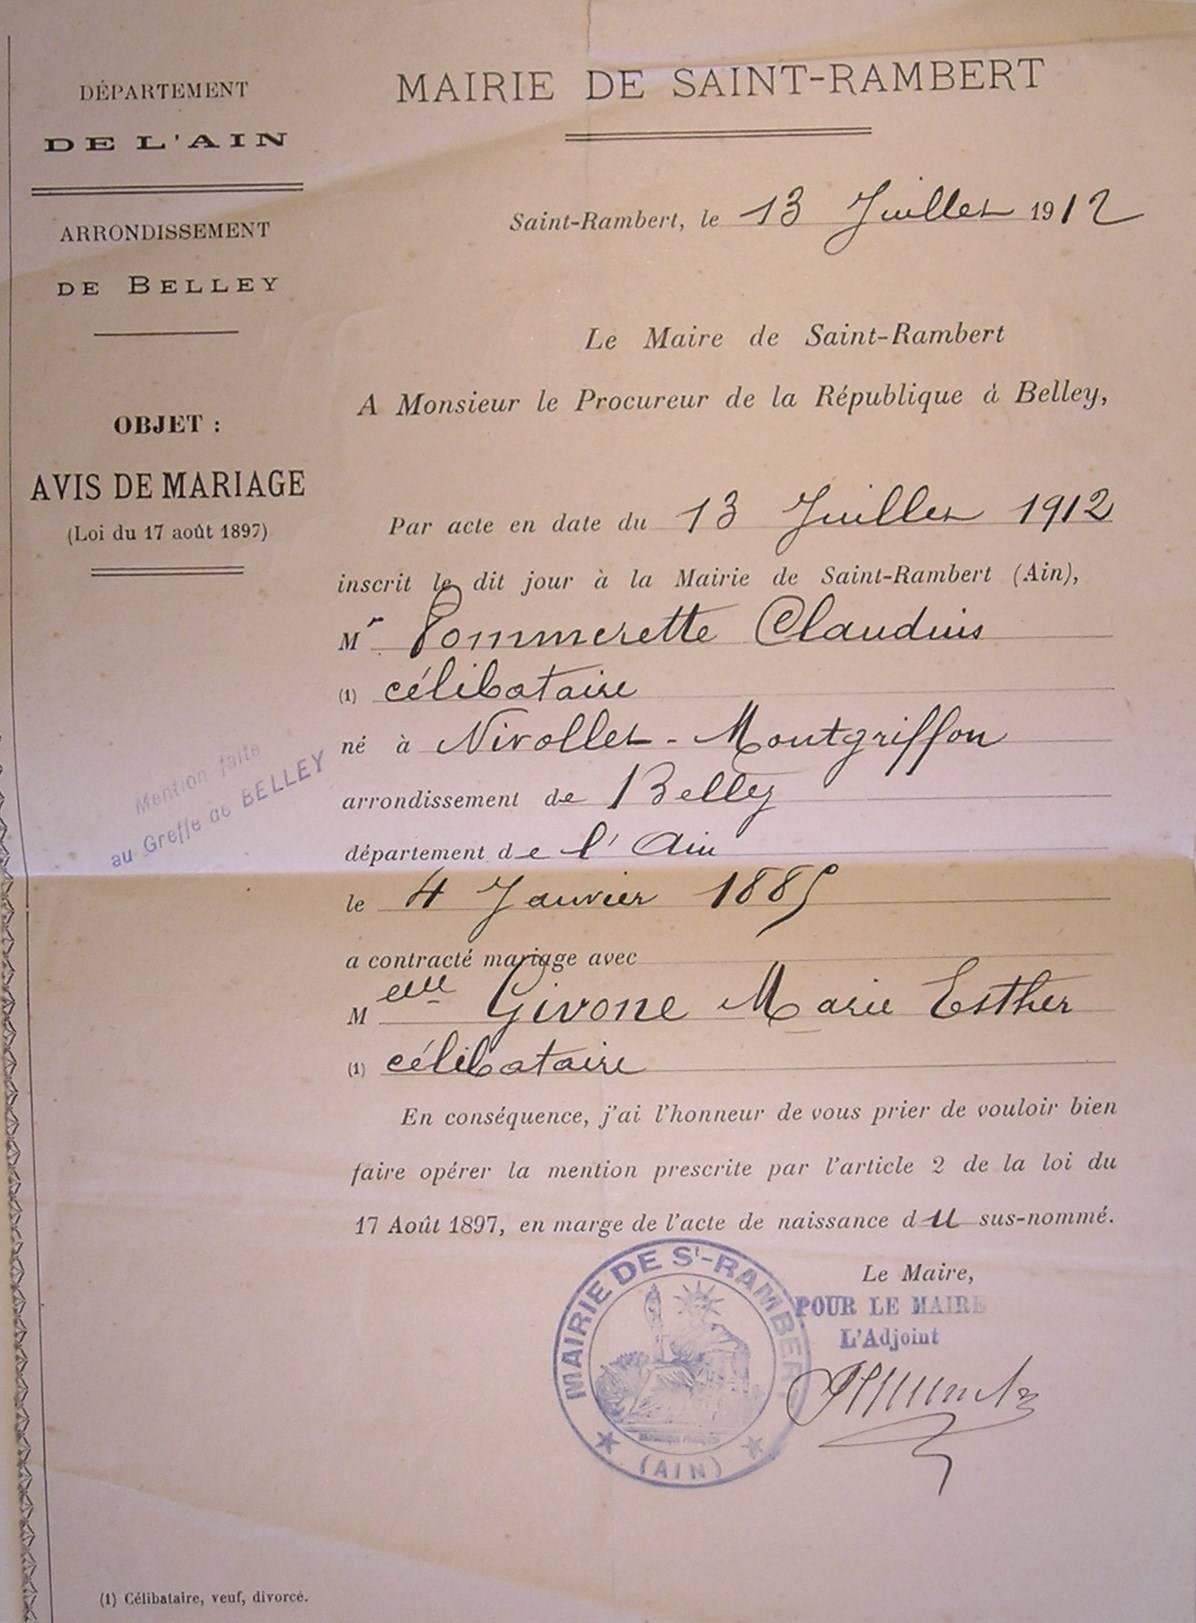 DÉPARTEMENT
DE L'AIN
ARRONDISSEMENT
DE BELLEY
OBJET :
AVIS DE MARIAGE
(Loi du 17 août 1897)
Mention faite
au Greffe de BELLEY
MAIRIE DE SAINT-RAMBERT
Saint-Rambert, le 13 Juillet 1912
Le Maire de Saint-Rambert
A Monsieur le Procureur de la République à Belley,
Par acte en date du 13 Juillet 1912
inscrit le dit jour à la Mairie de Saint-Rambert (Ain),
Mr Pommerette Claudius
(1) célibataire
né à Nivollet-Montgriffon
arrondissement de Belley
département de l'Ain
le 4 Janvier 1885
a contracté mariage avec
Melle Givone Marie Esther
(1) célibataire
En conséquence, j'ai l'honneur de vous prier de vouloir bien
faire opérer la mention prescrite par l'article 2 de la loi du
17 Août 1897, en marge de l'acte de naissance du sus-nommé.
Le Maire,
POUR LE MAIRE
L'Adjoint
MAIRIE DE St-RAMBERT
(AIN)
(1) Célibataire, veuf, divorcé.